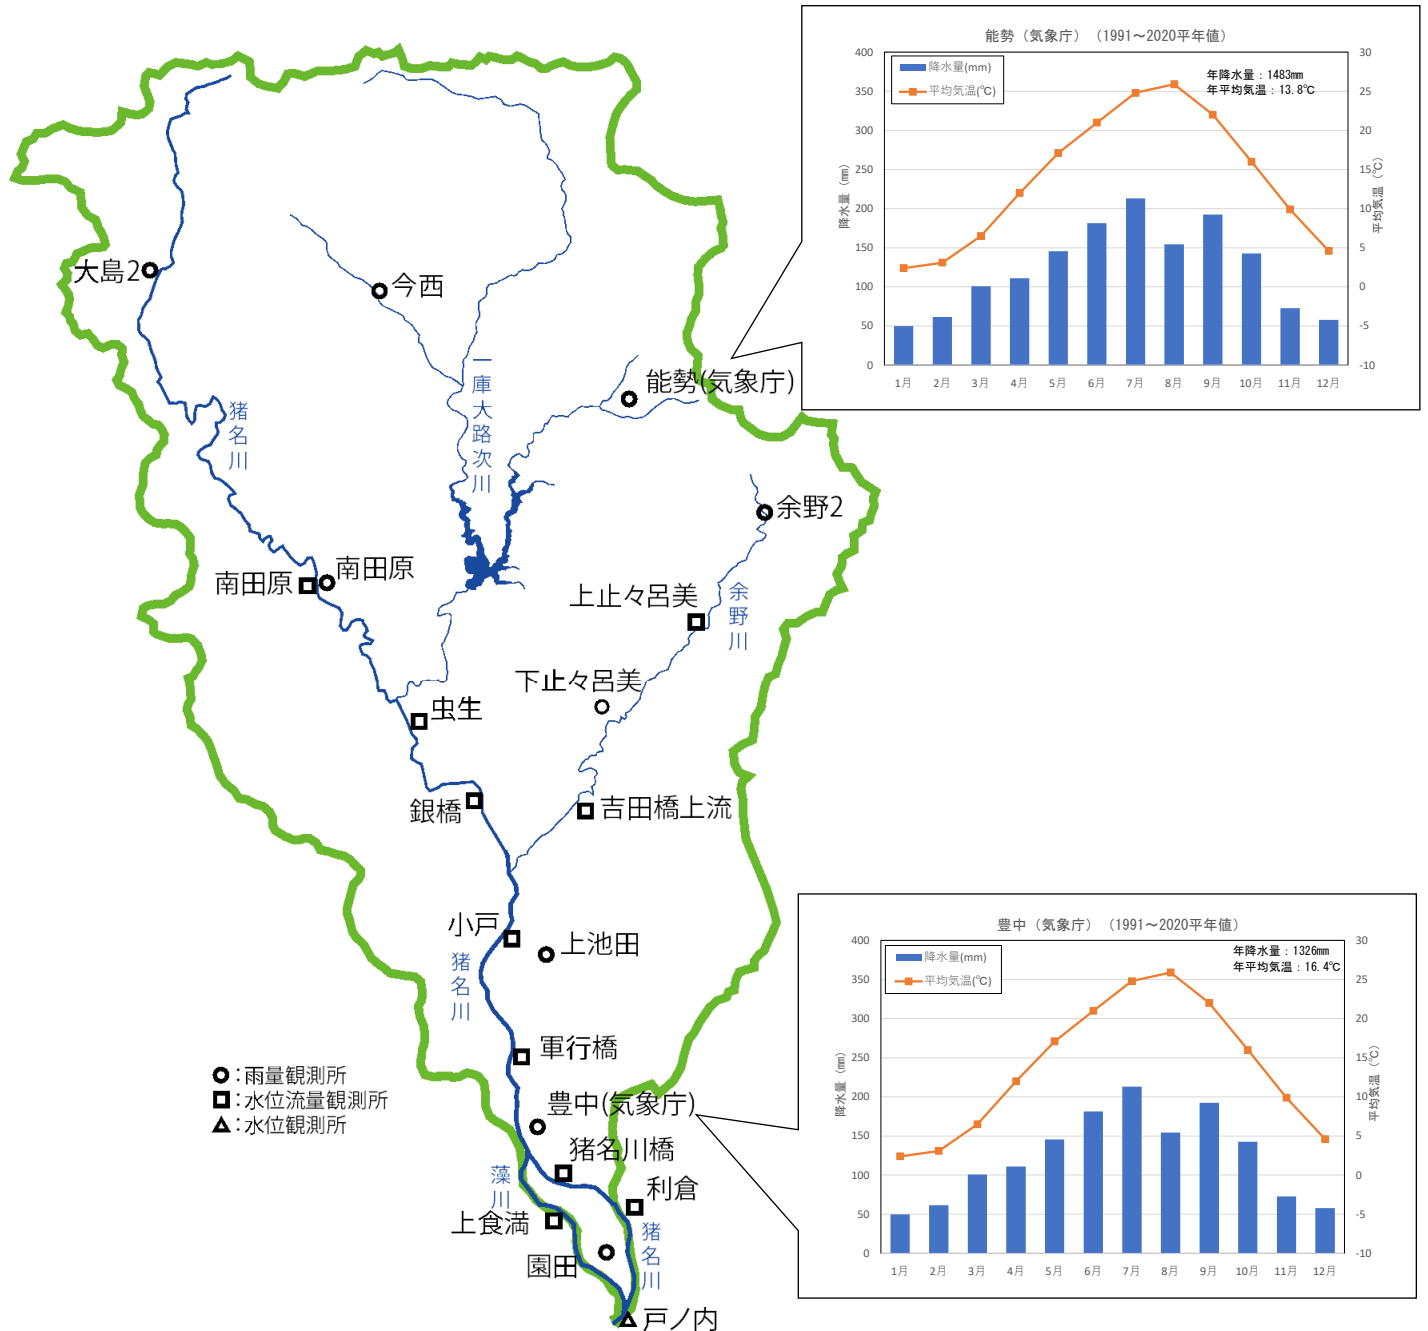 能勢（気象庁）（1991～2020平年値）
降水量(mm)
平均気温(℃)
年降水量：1483mm
年平均気温：13.8℃
降水量（mm）
平均気温（℃）
400
350
300
250
200
150
100
50
0
30
25
20
15
10
5
0
-5
-10
1月 2月 3月 4月 5月 6月 7月 8月 9月 10月 11月 12月
大島2
今西
一庫大路次川
能勢(気象庁)
猪名川
余野2
南田原
南田原
上止々呂美
余野川
下止々呂美
虫生
銀橋
吉田橋上流
小戸
上池田
猪名川
軍行橋
：雨量観測所
：水位流量観測所
：水位観測所
豊中(気象庁)
猪名川橋
藻川
利倉
上食満
猪名川
園田
戸ノ内
豊中（気象庁）（1991～2020平年値）
降水量(mm)
平均気温(℃)
年降水量：1326mm
年平均気温：16.4℃
降水量（mm）
平均気温（℃）
400
350
300
250
200
150
100
50
0
30
25
20
15
10
5
0
-5
-10
1月 2月 3月 4月 5月 6月 7月 8月 9月 10月 11月 12月